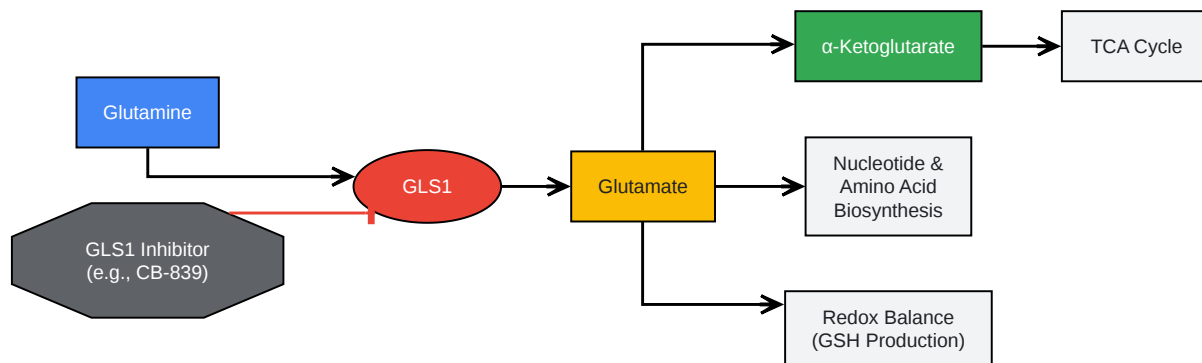 α-Ketoglutarate
TCA Cycle
Glutamine
GLS1
Glutamate
Nucleotide &
Amino Acid
Biosynthesis
GLS1 Inhibitor
(e.g., CB-839)
Redox Balance
(GSH Production)